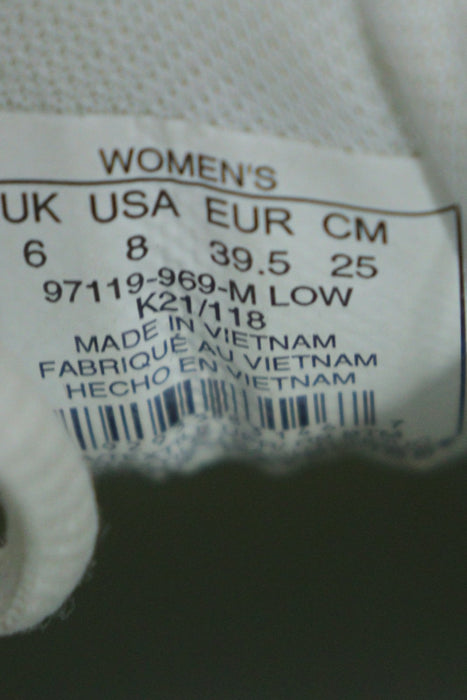 WOMEN'S
UK USA EUR CM
6 8 39.5 25
97119-969-M LOW
K21/118
MADE IN VIETNAM
FABRIQUÉ AU VIETNAM
HECHO EN VIETNAM